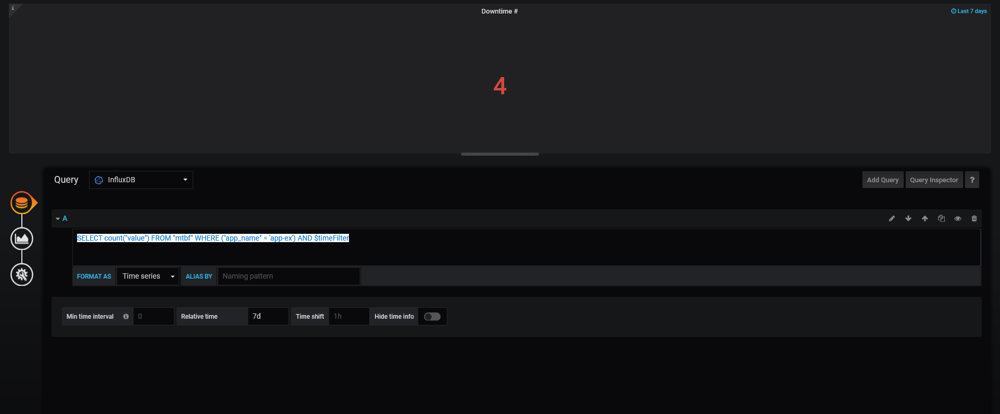 i
Downtime #
Last 7 days
4
Query
InfluxDB
Add Query
Query Inspector
?
A
SELECT count("value") FROM "mtbf" WHERE ("app_name" = 'app-ex') AND $timeFilter
FORMAT AS
Time series
ALIAS BY
Naming pattern
Min time interval
0
Relative time
7d
Time shift
1h
Hide time info